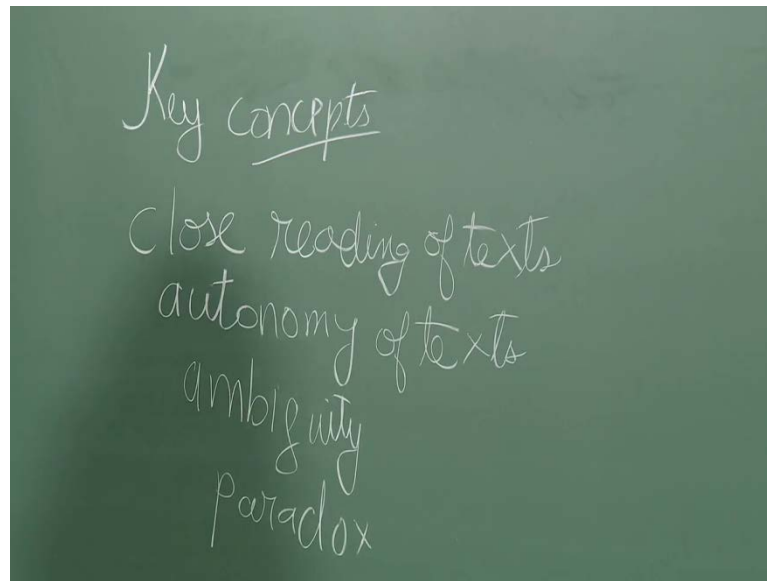 Key concepts
close reading of texts
autonomy of texts
ambiguity
paradox